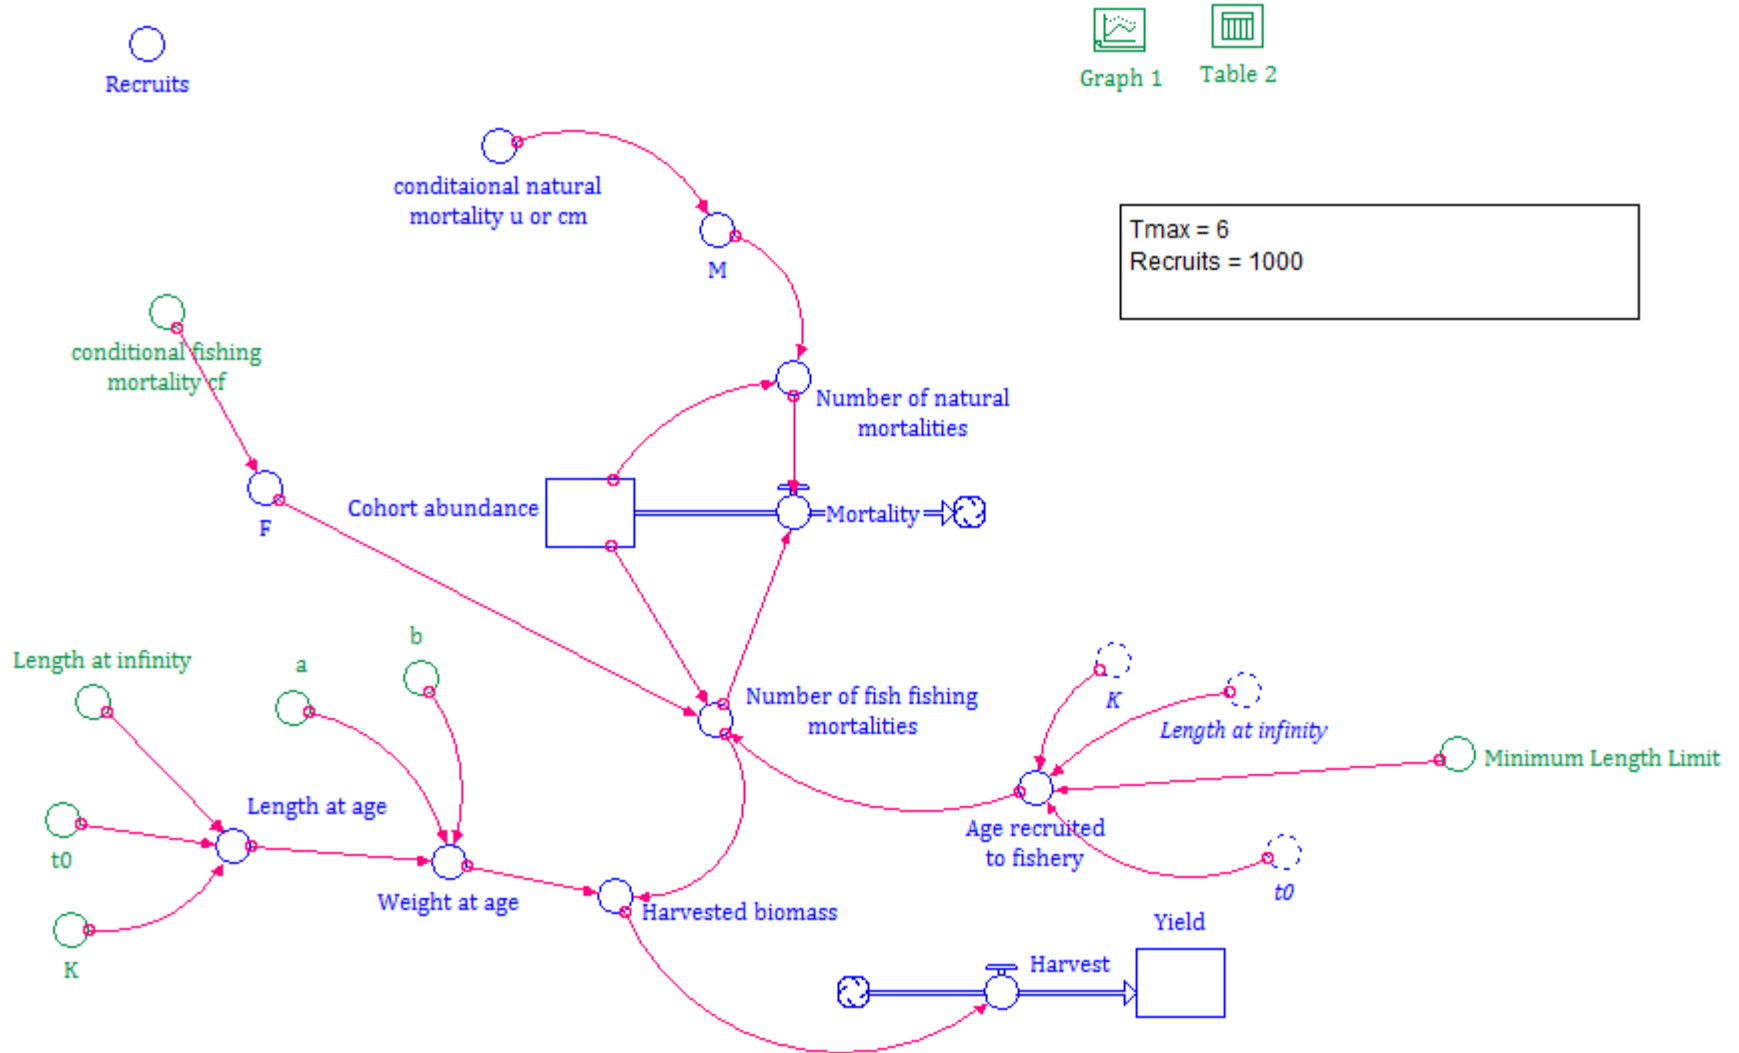 Recruits
Graph 1
Table 2
conditaional natural
mortality u or cm
M
Tmax = 6
Recruits = 1000
conditional fishing
mortality cf
F
Number of natural
mortalities
Cohort abundance
Mortality
Length at infinity
a
b
t0
K
Length at age
Weight at age
Number of fish fishing
mortalities
Harvested biomass
K
Length at infinity
Minimum Length Limit
Age recruited
to fishery
t0
Yield
Harvest